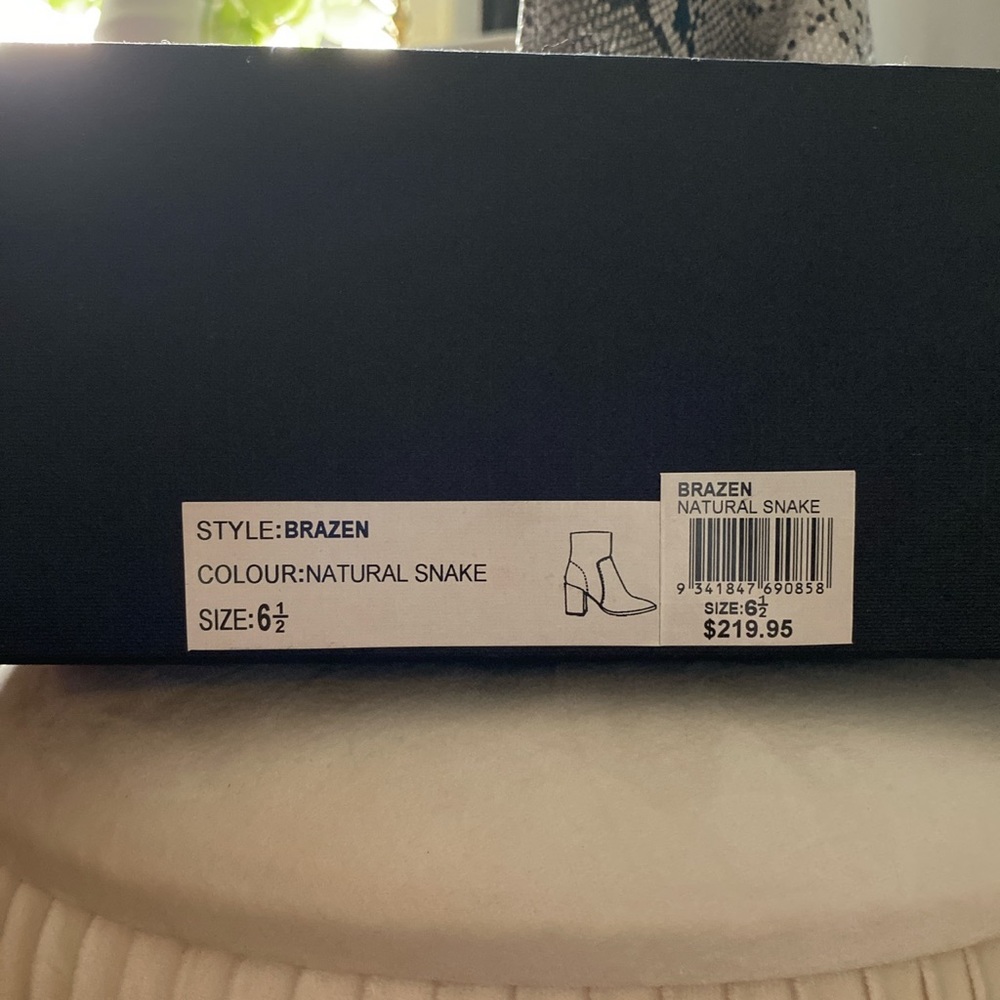 STYLE:BRAZEN
COLOUR:NATURAL SNAKE
SIZE:6½
BRAZEN
NATURAL SNAKE
9 341847 690858
SIZE:6½
$219.95